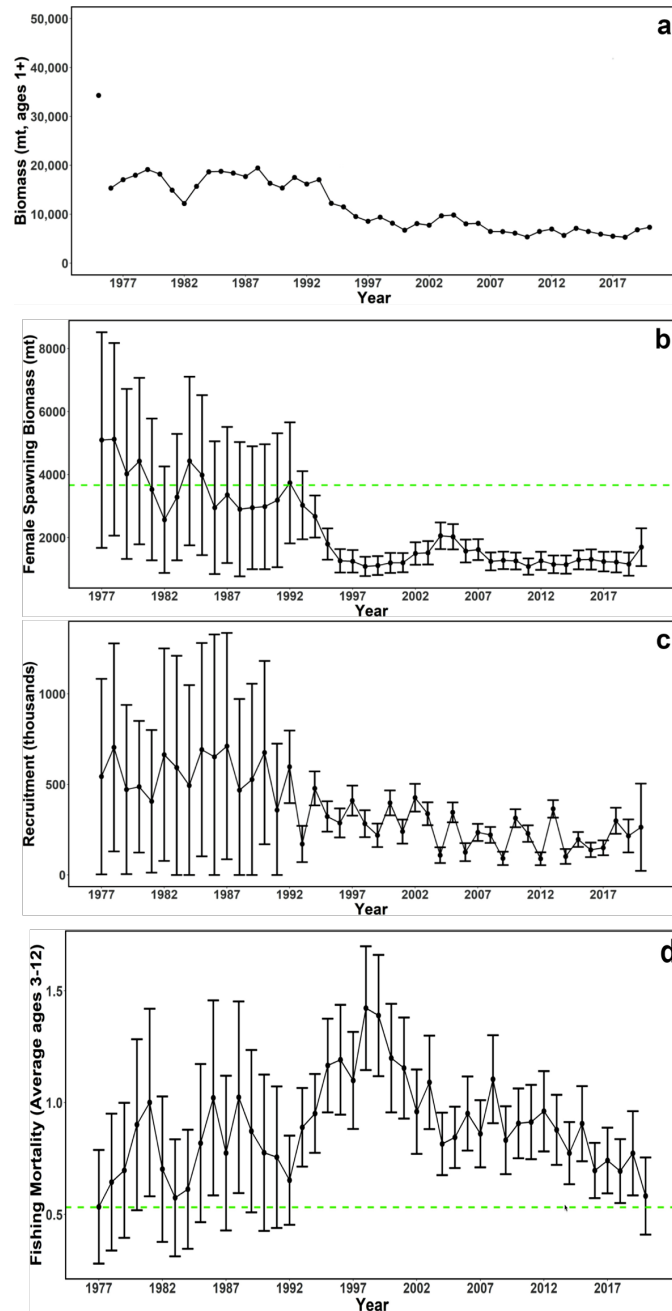 a
50,000
40,000
30,000
20,000
10,000
0
Biomass (mt, ages 1+)
1977 1982 1987 1992 1997 2002 2007 2012 2017
Year
b
8000
6000
4000
2000
Female Spawning Biomass (mt)
1977 1982 1987 1992 1997 2002 2007 2012 2017
Year
c
1000
500
0
Recruitment (thousands)
1977 1982 1987 1992 1997 2002 2007 2012 2017
Year
d
1.5
1.0
0.5
Fishing Mortality (Average ages 3-12)
1977 1982 1987 1992 1997 2002 2007 2012 2017
Year